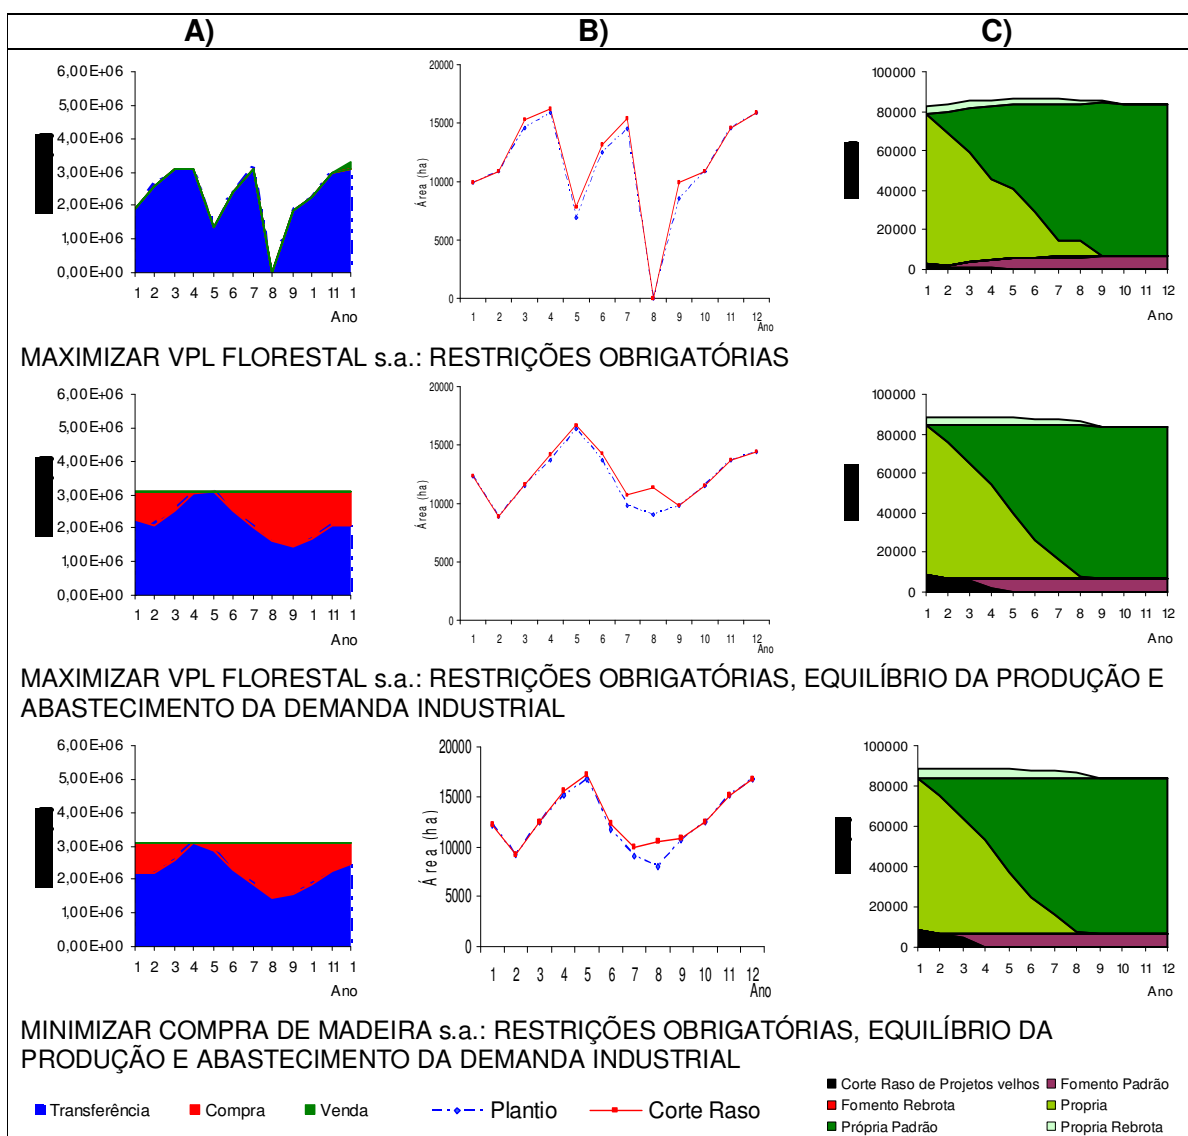 A) B) C)
6,00E+06
5,00E+06
4,00E+06
3,00E+06
2,00E+06
1,00E+06
0,00E+00
1 2 3 4 5 6 7 8 9 1 11 1
Ano
20000
15000
10000
5000
0
Área (ha)
1 2 3 4 5 6 7 8 9 10 11 12
Ano
100000
80000
60000
40000
20000
0
1 2 3 4 5 6 7 8 9 10 11 12
Ano
MAXIMIZAR VPL FLORESTAL s.a.: RESTRIÇÕES OBRIGATÓRIAS
6,00E+06
5,00E+06
4,00E+06
3,00E+06
2,00E+06
1,00E+06
0,00E+00
1 2 3 4 5 6 7 8 9 1 11 1
Ano
20000
15000
10000
5000
0
Área (ha)
1 2 3 4 5 6 7 8 9 10 11 12
Ano
100000
80000
60000
40000
20000
0
1 2 3 4 5 6 7 8 9 10 11 12
Ano
MAXIMIZAR VPL FLORESTAL s.a.: RESTRIÇÕES OBRIGATÓRIAS, EQUILÍBRIO DA PRODUÇÃO E
ABASTECIMENTO DA DEMANDA INDUSTRIAL
6,00E+06
5,00E+06
4,00E+06
3,00E+06
2,00E+06
1,00E+06
0,00E+00
1 2 3 4 5 6 7 8 9 1 11 1
Ano
20000
15000
10000
5000
0
Área (ha)
1 2 3 4 5 6 7 8 9 10 11 12
Ano
100000
80000
60000
40000
20000
0
1 2 3 4 5 6 7 8 9 10 11 12
Ano
MINIMIZAR COMPRA DE MADEIRA s.a.: RESTRIÇÕES OBRIGATÓRIAS, EQUILÍBRIO DA
PRODUÇÃO E ABASTECIMENTO DA DEMANDA INDUSTRIAL
Transferência Compra Venda Plantio Corte Raso
Corte Raso de Projetos velhos Fomento Padrão
Fomento Rebrota Propria
Própria Padrão Propria Rebrota